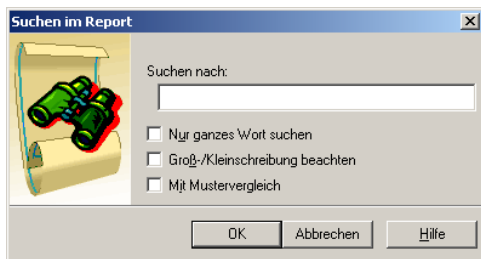 Suchen im Report
Suchen nach:
Nur ganzes Wort suchen
Groß-/Kleinschreibung beachten
Mit Mustervergleich
OK Abbrechen Hilfe